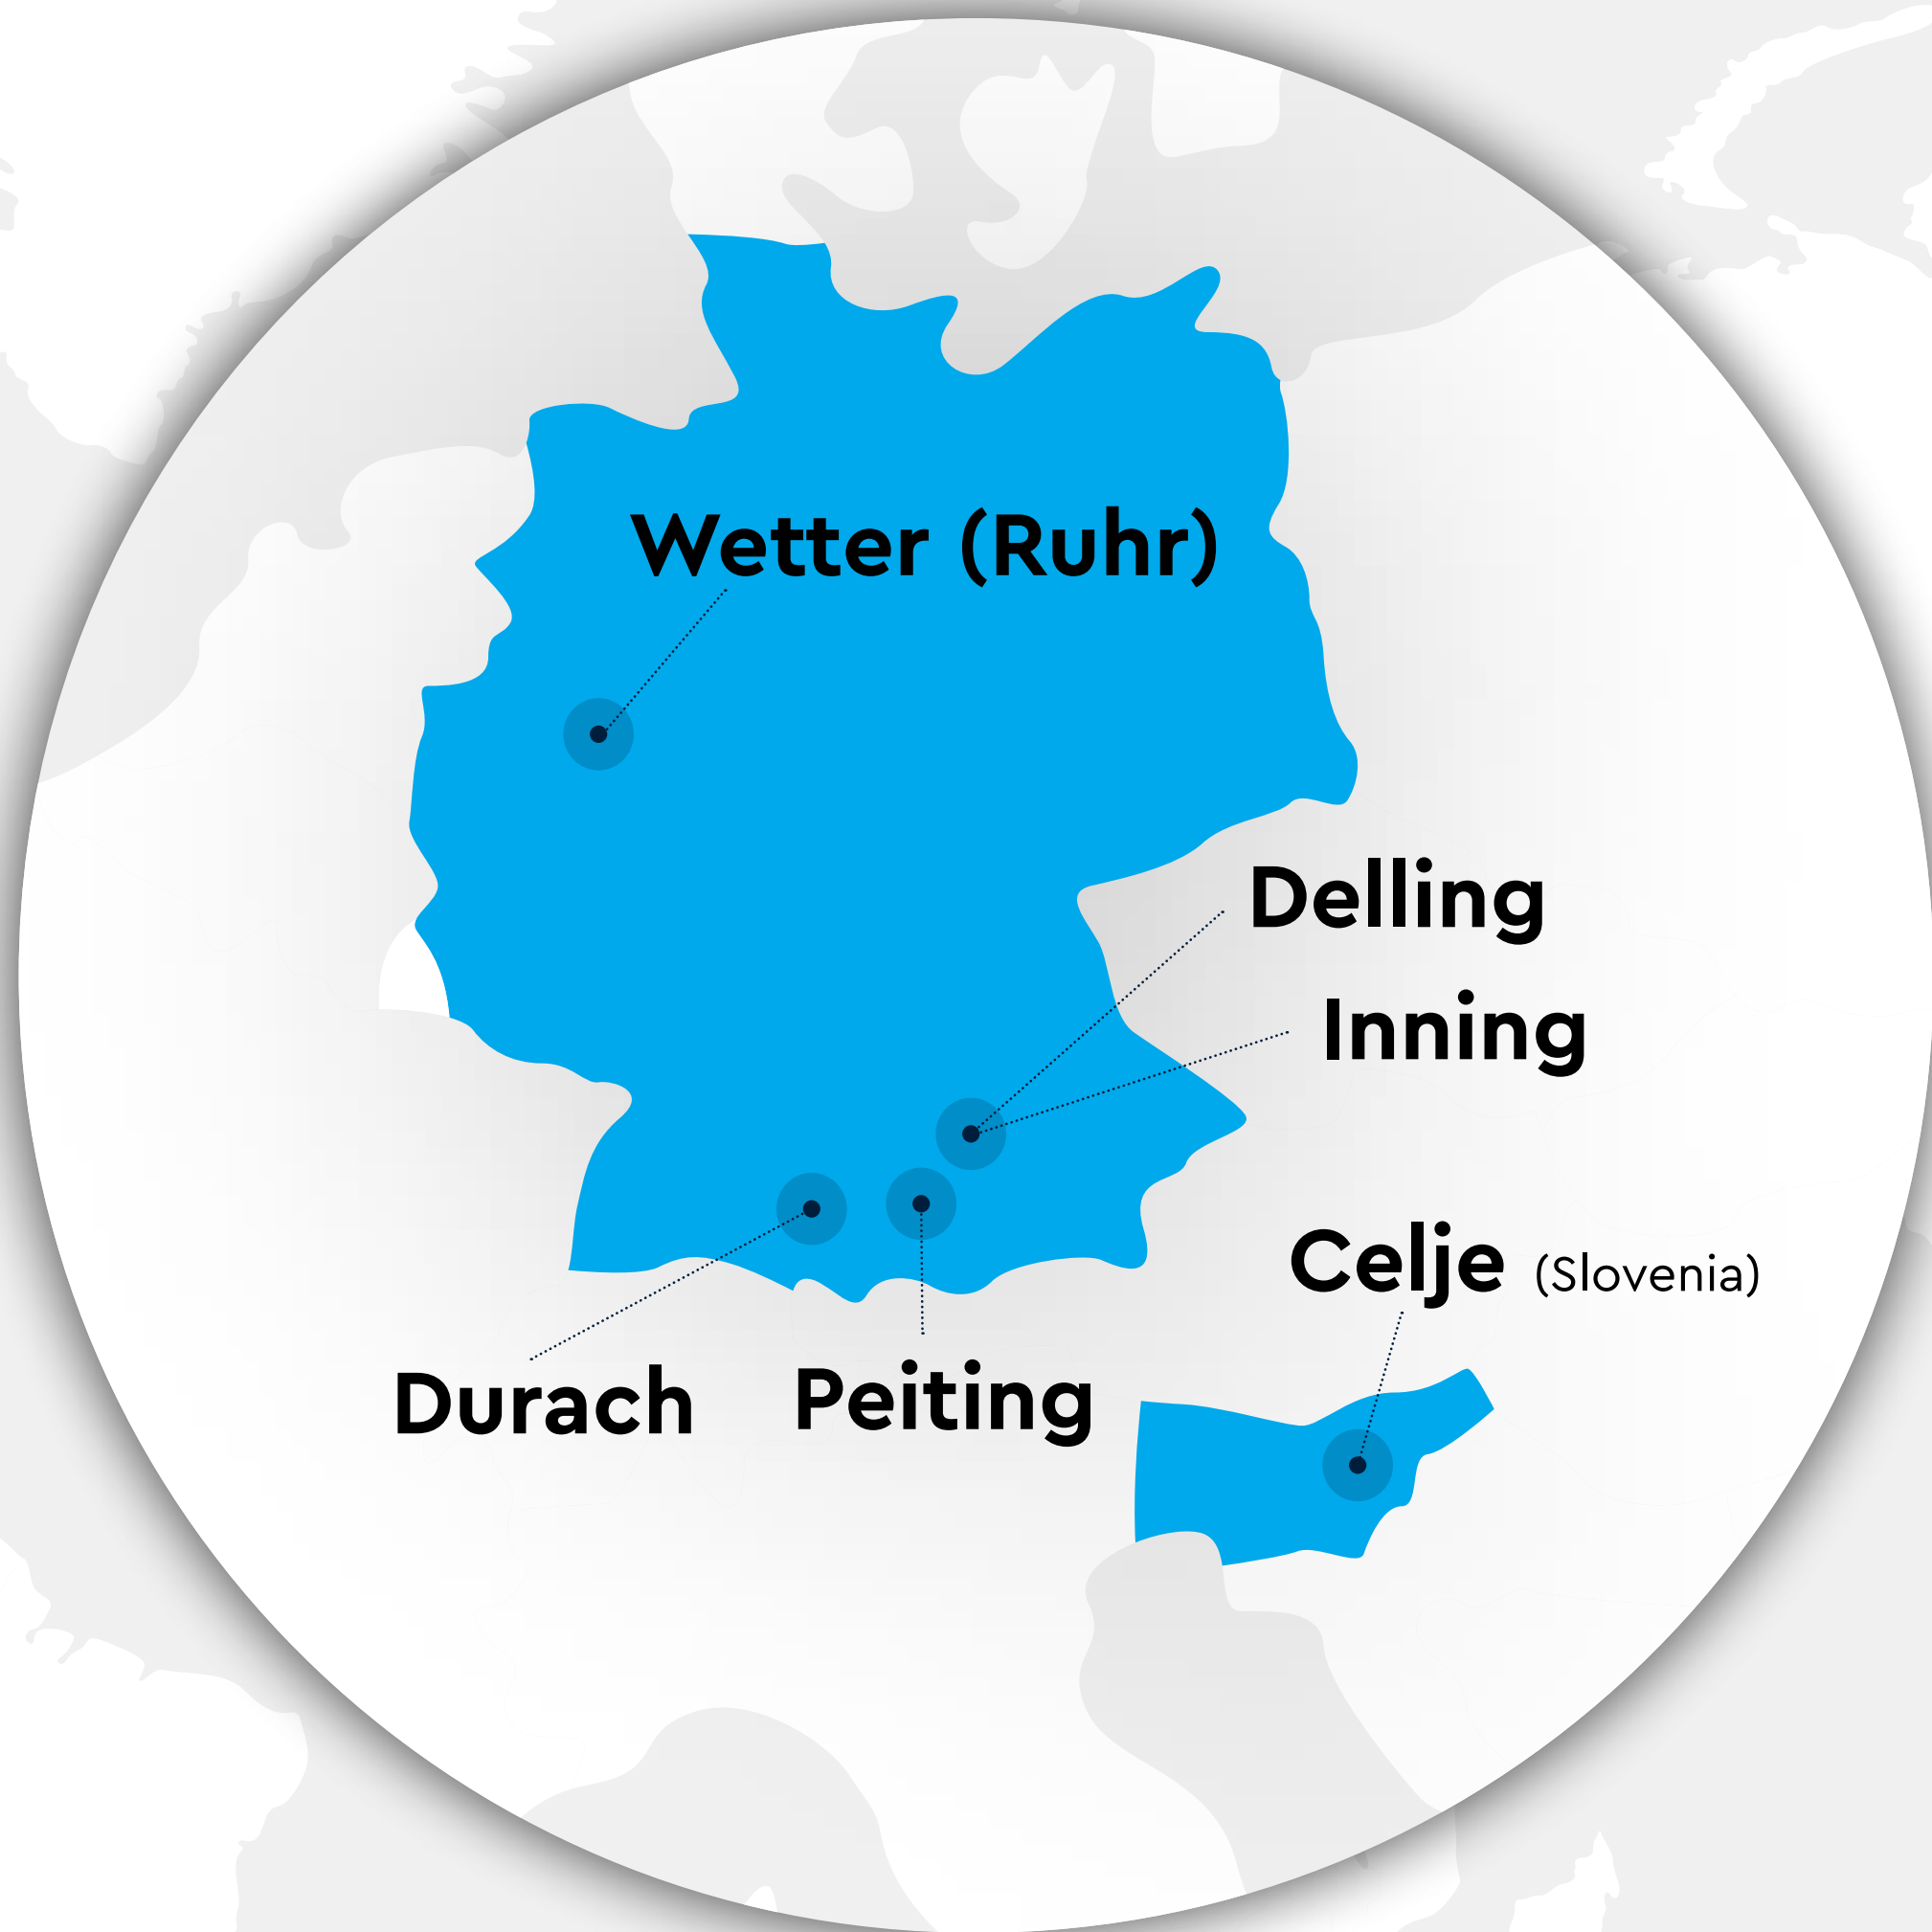 Wetter (Ruhr)
Delling
Inning
Celje (Slovenia)
Durach
Peiting